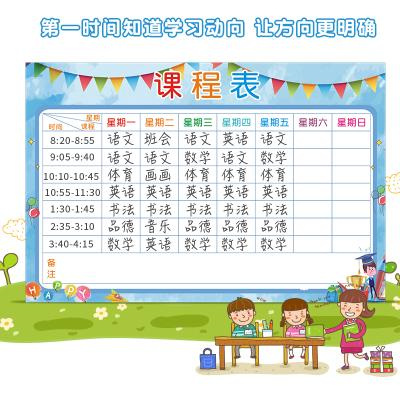 第一时间知道学习动向 让方向更明确
课程表
星期
时间 课程 星期一 星期二 星期三 星期四 星期五 星期六 星期日
8:20-8:55 语文 班会 语文 英语 语文
9:05-9:40 语文 语文 数学 语文 数学
10:10-10:45 体育 画画 体育 体育 体育
10:55-11:30 英语 英语 英语 英语 英语
1:30-1:45 书法 书法 书法 书法 书法
2:35-3:10 品德 音乐 品德 品德 品德
3:40-4:15 数学 英语 数学 数学 数学
备注
HAPPY